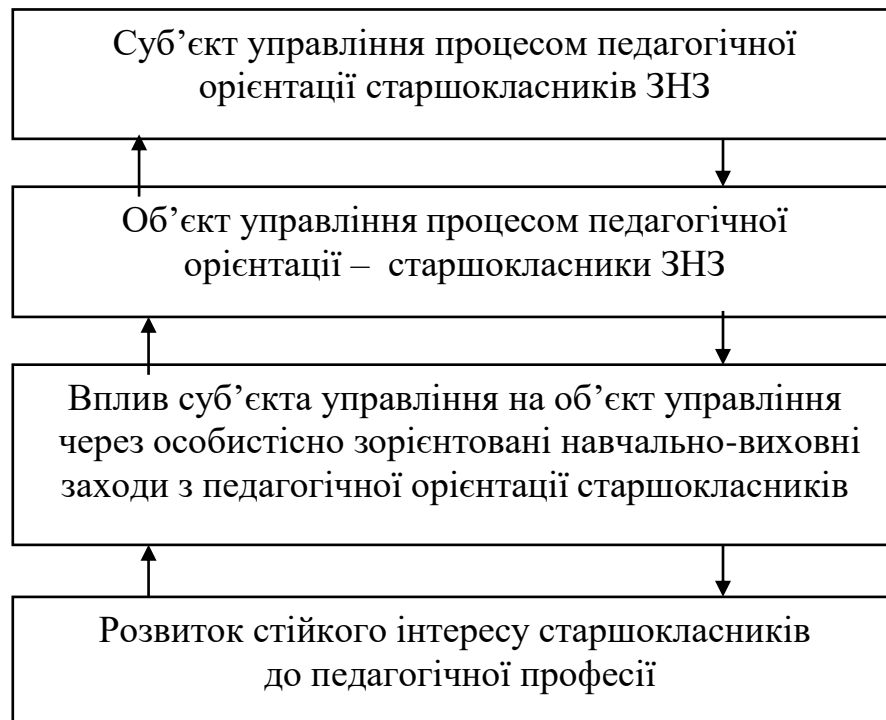 Суб’єкт управління процесом педагогічної
орієнтації старшокласників ЗНЗ
Об’єкт управління процесом педагогічної
орієнтації – старшокласники ЗНЗ
Вплив суб’єкта управління на об’єкт управління
через особистісно зорієнтовані навчально-виховні
заходи з педагогічної орієнтації старшокласників
Розвиток стійкого інтересу старшокласників
до педагогічної професії